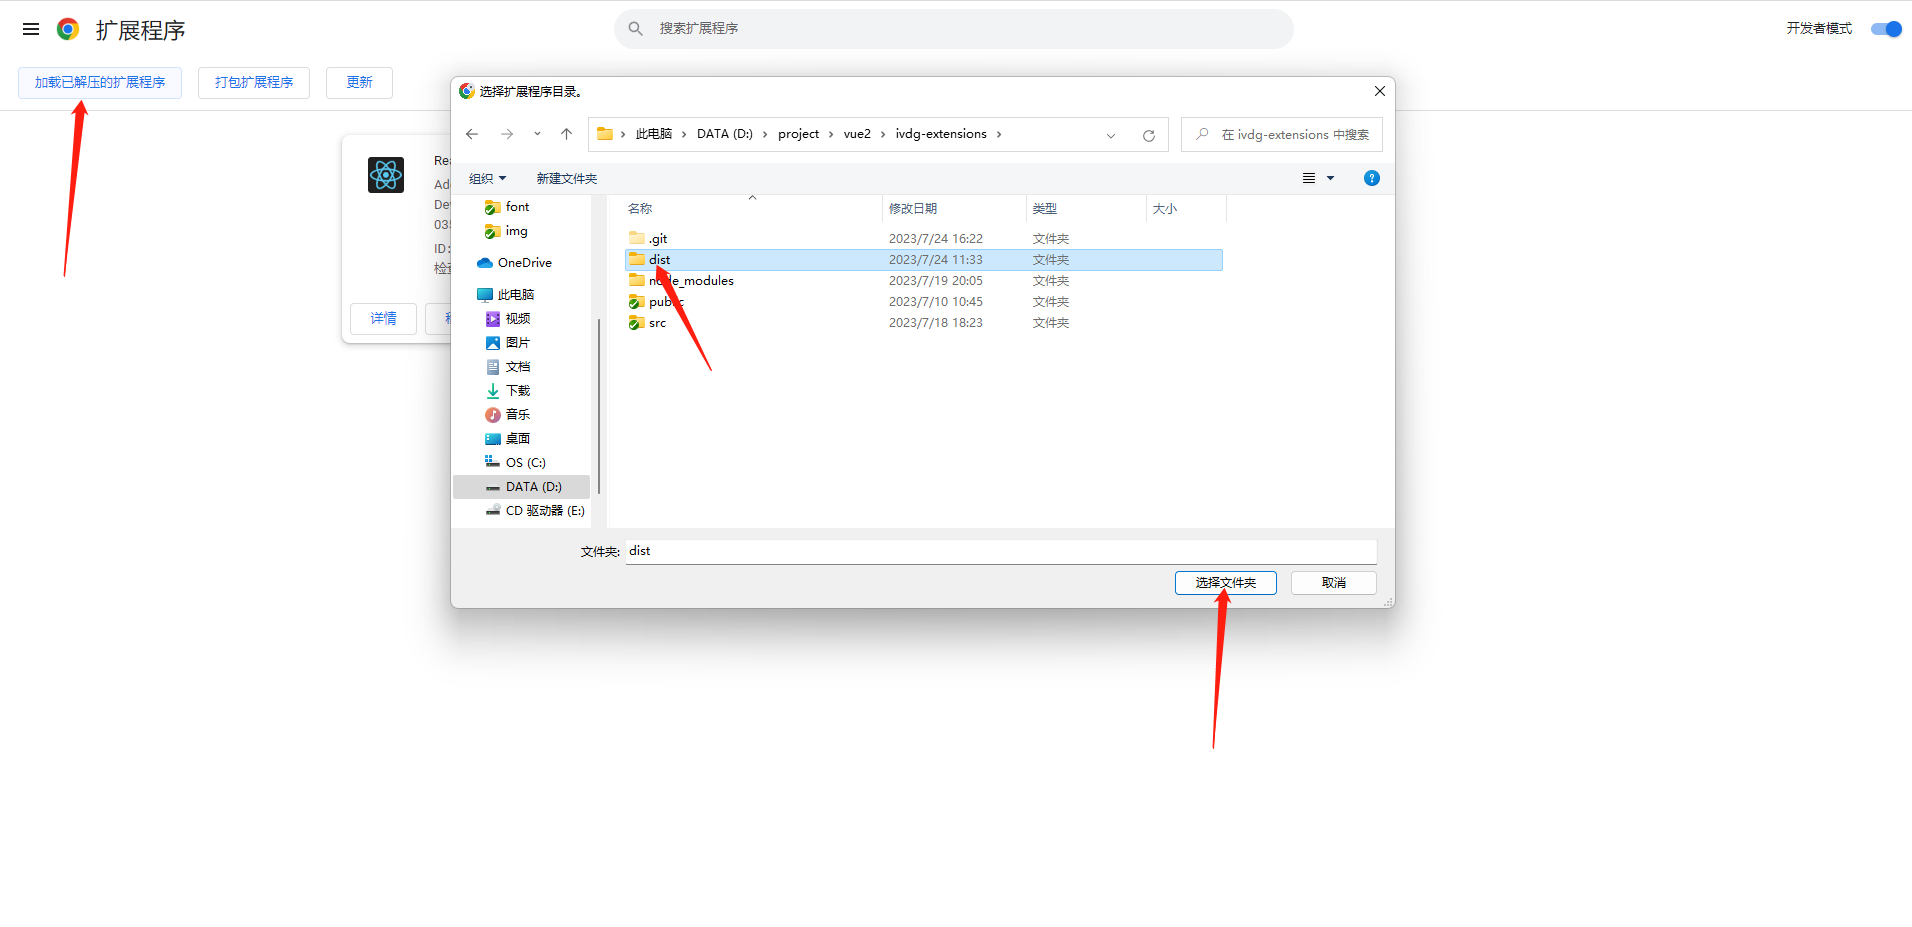 扩展程序
搜索扩展程序
开发者模式
加载已解压的扩展程序
打包扩展程序
更新
选择扩展程序目录。
此电脑
DATA (D:)
project
vue2
ivdg-extensions
在 ivdg-extensions 中搜索
组织
新建文件夹
font
img
OneDrive
此电脑
视频
图片
文档
下载
音乐
桌面
OS (C:)
DATA (D:)
CD 驱动器 (E:)
名称 修改日期 类型 大小
.git 2023/7/24 16:22 文件夹
dist 2023/7/24 11:33 文件夹
node_modules 2023/7/19 20:05 文件夹
public 2023/7/10 10:45 文件夹
src 2023/7/18 18:23 文件夹
文件夹: dist
选择文件夹
取消
Rea
Ad
Dev
035
ID:
详情